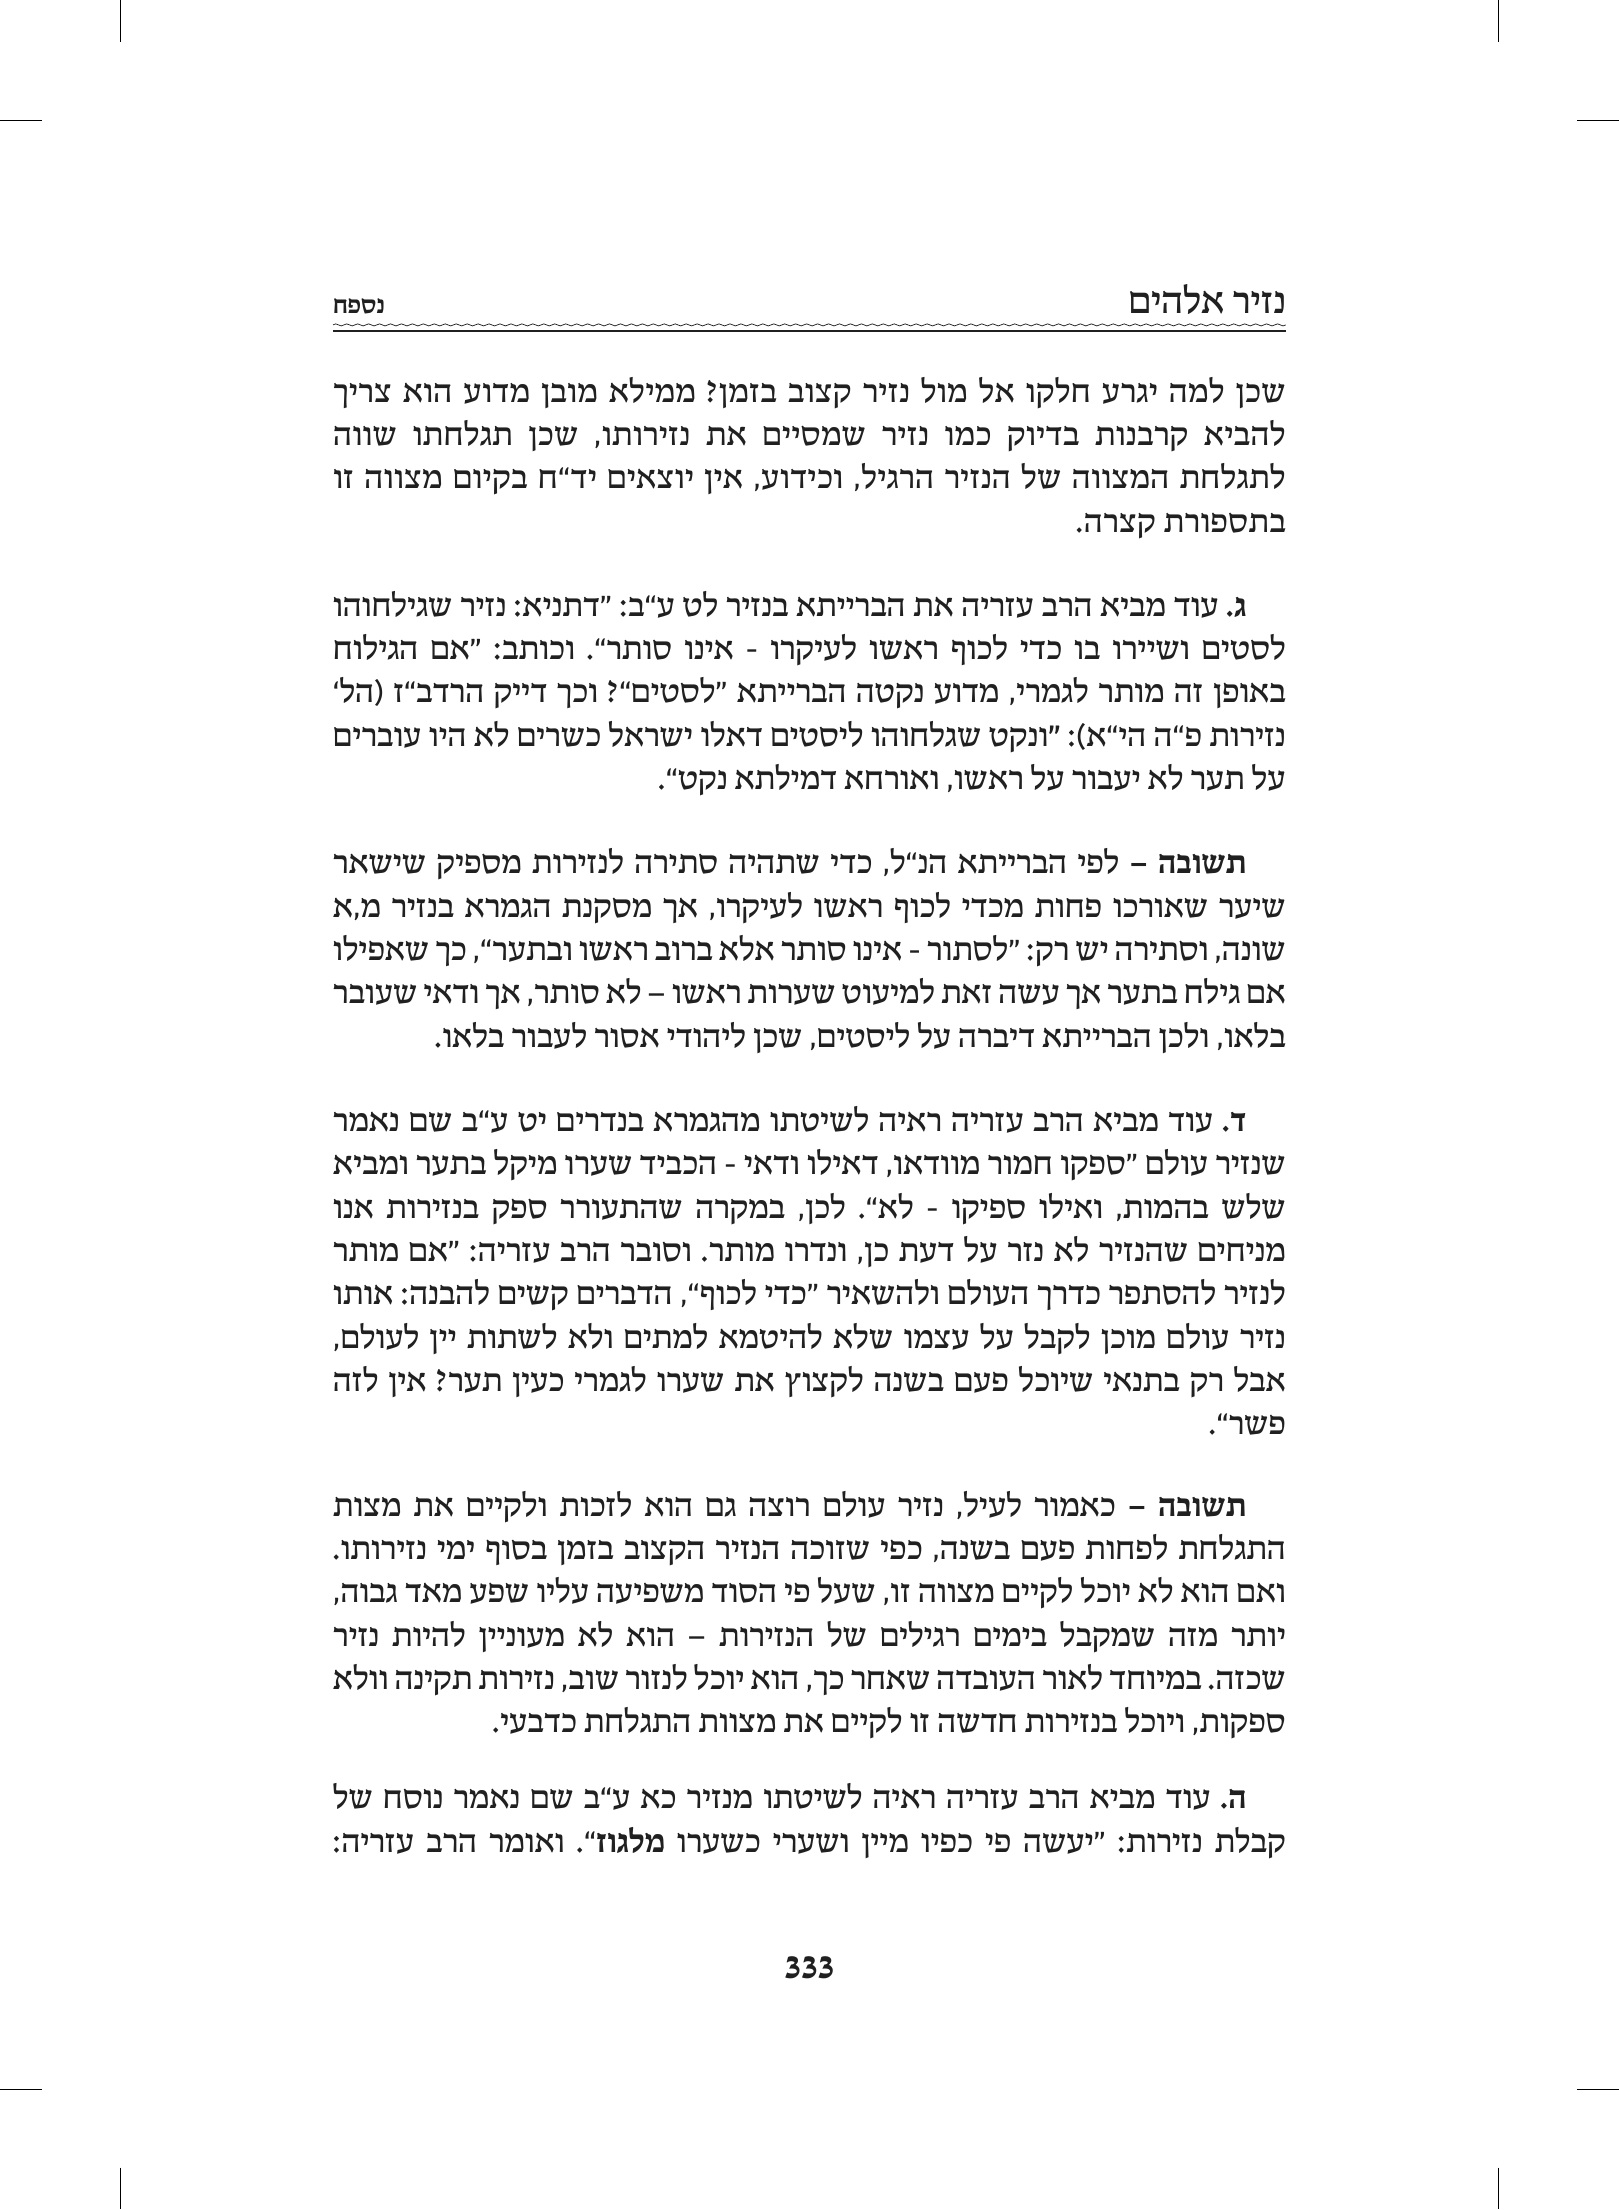 נזיר אלהים
נספח
שכן למה יגרע חלקו אל מול נזיר קצוב בזמן? ממילא מובן מדוע הוא צריך
להביא קרבנות בדיוק כמו נזיר שמסיים את נזירותו, שכן תגלחתו שווה
לתגלחת המצווה של הנזיר הרגיל, וכידוע, אין יוצאים יד״ח בקיום מצווה זו
בתספורת קצרה.
ג. עוד מביא הרב עזריה את הברייתא בנזיר לט ע״ב: ״דתניא: נזיר שגילחוהו
לסטים ושיירו בו כדי לכוף ראשו לעיקרו - אינו סותר״. וכותב: ״אם הגילוח
באופן זה מותר לגמרי, מדוע נקטה הברייתא ״לסטים״? וכך דייק הרדב״ז (הל׳
נזירות פ״ה הי״א): ״ונקט שגלחוהו ליסטים דאלו ישראל כשרים לא היו עוברים
על תער לא יעבור על ראשו, ואורחא דמילתא נקט״.
תשובה – לפי הברייתא הנ״ל, כדי שתהיה סתירה לנזירות מספיק שישאר
שיער שאורכו פחות מכדי לכוף ראשו לעיקרו, אך מסקנת הגמרא בנזיר מ,א
שונה, וסתירה יש רק: ״לסתור - אינו סותר אלא ברוב ראשו ובתער״, כך שאפילו
אם גילח בתער אך עשה זאת למיעוט שערות ראשו – לא סותר, אך ודאי שעובר
בלאו, ולכן הברייתא דיברה על ליסטים, שכן ליהודי אסור לעבור בלאו.
ד. עוד מביא הרב עזריה ראיה לשיטתו מהגמרא בנדרים יט ע״ב שם נאמר
שנזיר עולם ״ספקו חמור מוודאו, דאילו ודאי - הכביד שערו מיקל בתער ומביא
שלש בהמות, ואילו ספיקו - לא״. לכן, במקרה שהתעורר ספק בנזירות אנו
מניחים שהנזיר לא נזר על דעת כן, ונדרו מותר. וסובר הרב עזריה: ״אם מותר
לנזיר להסתפר כדרך העולם ולהשאיר ״כדי לכוף״, הדברים קשים להבנה: אותו
נזיר עולם מוכן לקבל על עצמו שלא להיטמא למתים ולא לשתות יין לעולם,
אבל רק בתנאי שיוכל פעם בשנה לקצוץ את שערו לגמרי כעין תער? אין לזה
פשר״.
תשובה – כאמור לעיל, נזיר עולם רוצה גם הוא לזכות ולקיים את מצות
התגלחת לפחות פעם בשנה, כפי שזוכה הנזיר הקצוב בזמן בסוף ימי נזירותו.
ואם הוא לא יוכל לקיים מצווה זו, שעל פי הסוד משפיעה עליו שפע מאד גבוה,
יותר מזה שמקבל בימים רגילים של הנזירות – הוא לא מעוניין להיות נזיר
שכזה. במיוחד לאור העובדה שאחר כך, הוא יוכל לנזור שוב, נזירות תקינה וולא
ספקות, ויוכל בנזירות חדשה זו לקיים את מצוות התגלחת כדבעי.
ה. עוד מביא הרב עזריה ראיה לשיטתו מנזיר כא ע״ב שם נאמר נוסח של
קבלת נזירות: ״יעשה פי כפיו מיין ושערי כשערו מלגוז״. ואומר הרב עזריה:
333